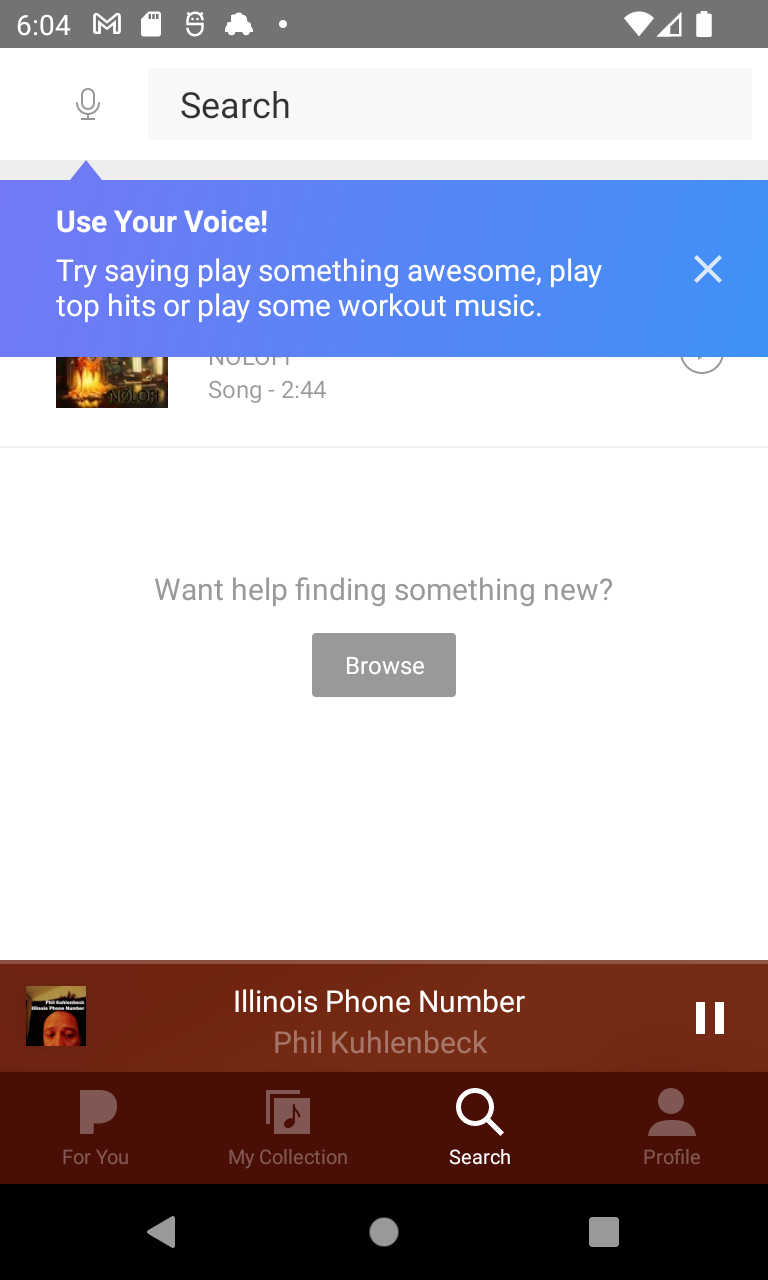 6:04
Search
Use Your Voice!
Try saying play something awesome, play
top hits or play some workout music.
NOLOFI
NØLOFI
Song - 2:44
Want help finding something new?
Browse
Phil Kuhlenbeck
Illinois Phone Number
Illinois Phone Number
Phil Kuhlenbeck
For You
My Collection
Search
Profile